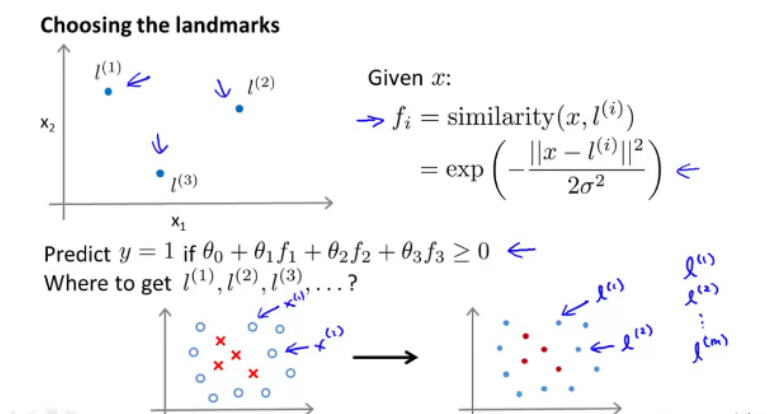 Choosing the landmarks
l⁽¹⁾
l⁽²⁾
l⁽³⁾
x₂
x₁
Given x:
→ fᵢ = similarity(x, l⁽ⁱ⁾)
= exp(−||x − l⁽ⁱ⁾||² / 2σ²) ←
Predict y = 1 if θ₀ + θ₁f₁ + θ₂f₂ + θ₃f₃ ≥ 0 ←
Where to get l⁽¹⁾, l⁽²⁾, l⁽³⁾, . . . ?
x⁽¹⁾
x⁽²⁾
l⁽¹⁾
l⁽²⁾
l⁽¹⁾
l⁽²⁾
⋮
l⁽ᵐ⁾